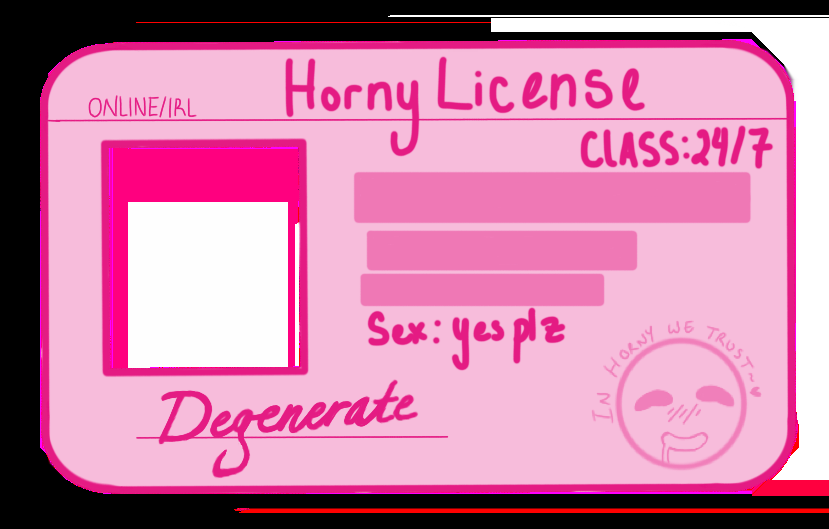 Horny License
ONLINE/IRL
CLASS:24/7
Sex: yes plz
IN HORNY WE TRUST~♥
Degenerate